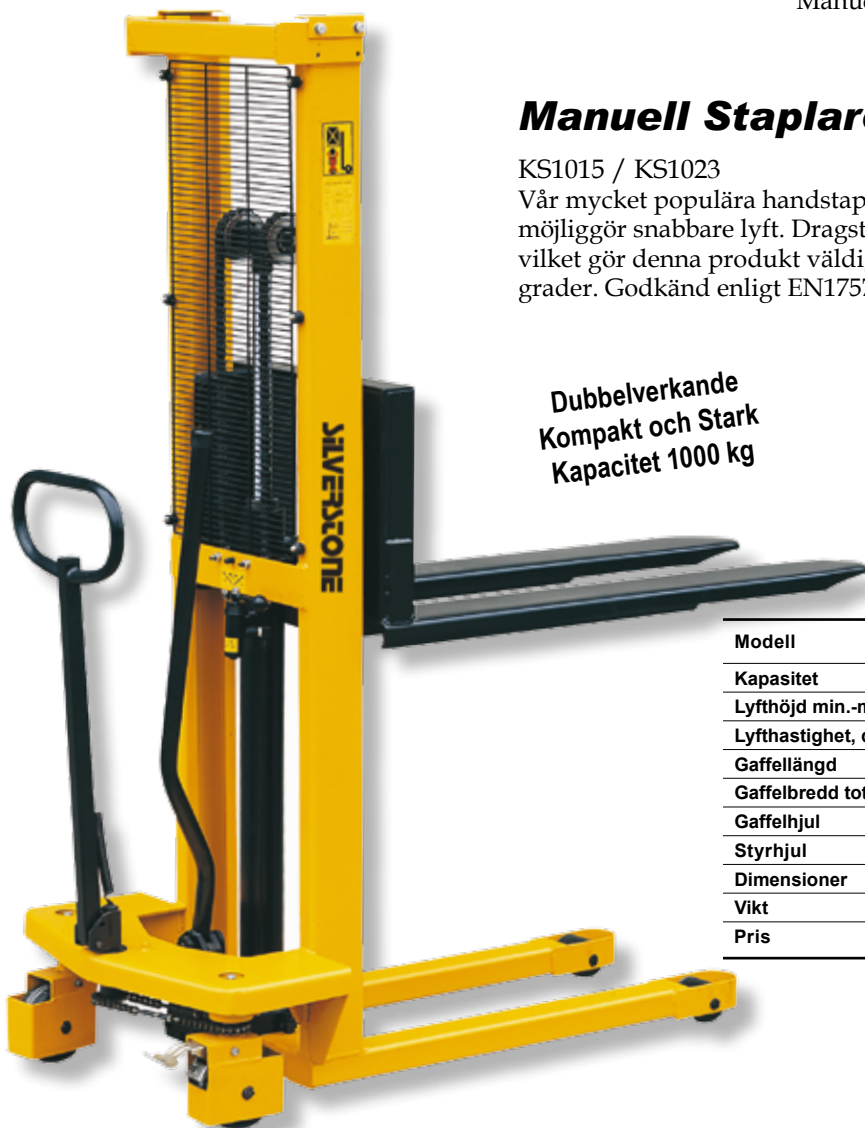 Manuell Staplare
KS1015 / KS1023
Vår mycket populära handstap
möjliggör snabbare lyft. Dragst
vilket gör denna produkt väldi
grader. Godkänd enligt EN1757
Dubbelverkande
Kompakt och Stark
Kapacitet 1000 kg
SILVERSTONE
Modell
Kapasitet
Lyfthöjd min.-m
Lyfthastighet, d
Gaffellängd
Gaffelbredd tot
Gaffelhjul
Styrhjul
Dimensioner
Vikt
Pris